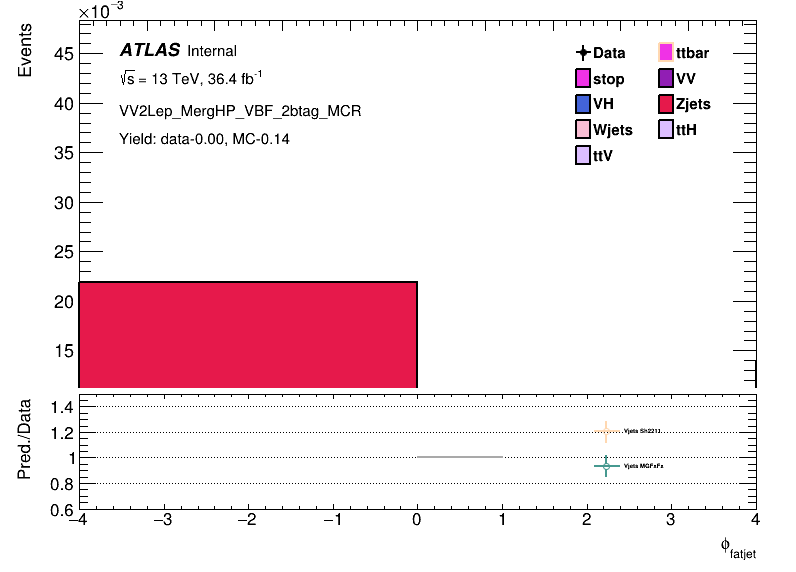 ×10⁻³
Events
45
40
35
30
25
20
15
ATLAS Internal
√s = 13 TeV, 36.4 fb⁻¹
VV2Lep_MergHP_VBF_2btag_MCR
Yield: data-0.00, MC-0.14
Data
ttbar
stop
VV
VH
Zjets
Wjets
ttH
ttV
Pred./Data
1.4
1.2
1
0.8
0.6
Vjets Sh2211
Vjets MGFxFx
−4 −3 −2 −1 0 1 2 3 4
ϕfatjet